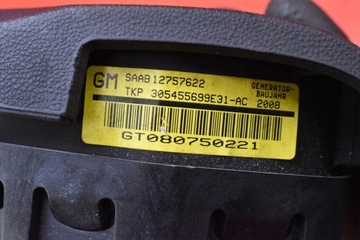 GM SAAB 12757622 GENERATOR-
TKP 305455699E31-AC 2008 BAUJAHR
GT080750221